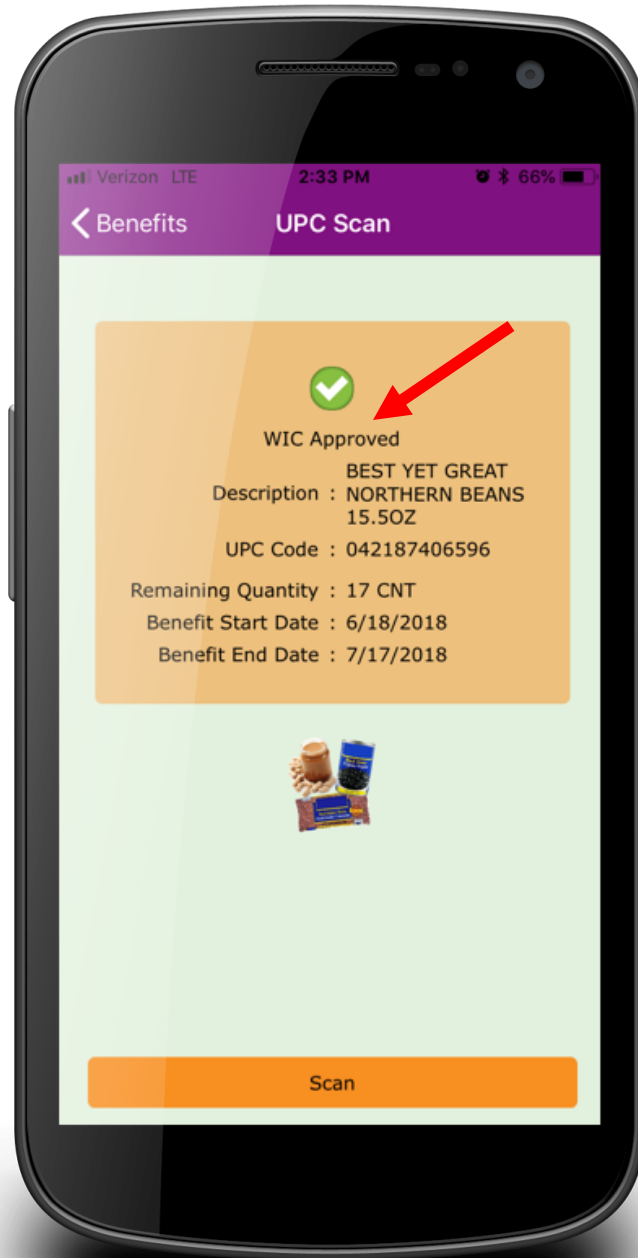 Verizon LTE 2:33 PM 66%
Benefits UPC Scan
WIC Approved
Description : BEST YET GREAT
NORTHERN BEANS
15.5OZ
UPC Code : 042187406596
Remaining Quantity : 17 CNT
Benefit Start Date : 6/18/2018
Benefit End Date : 7/17/2018
Scan